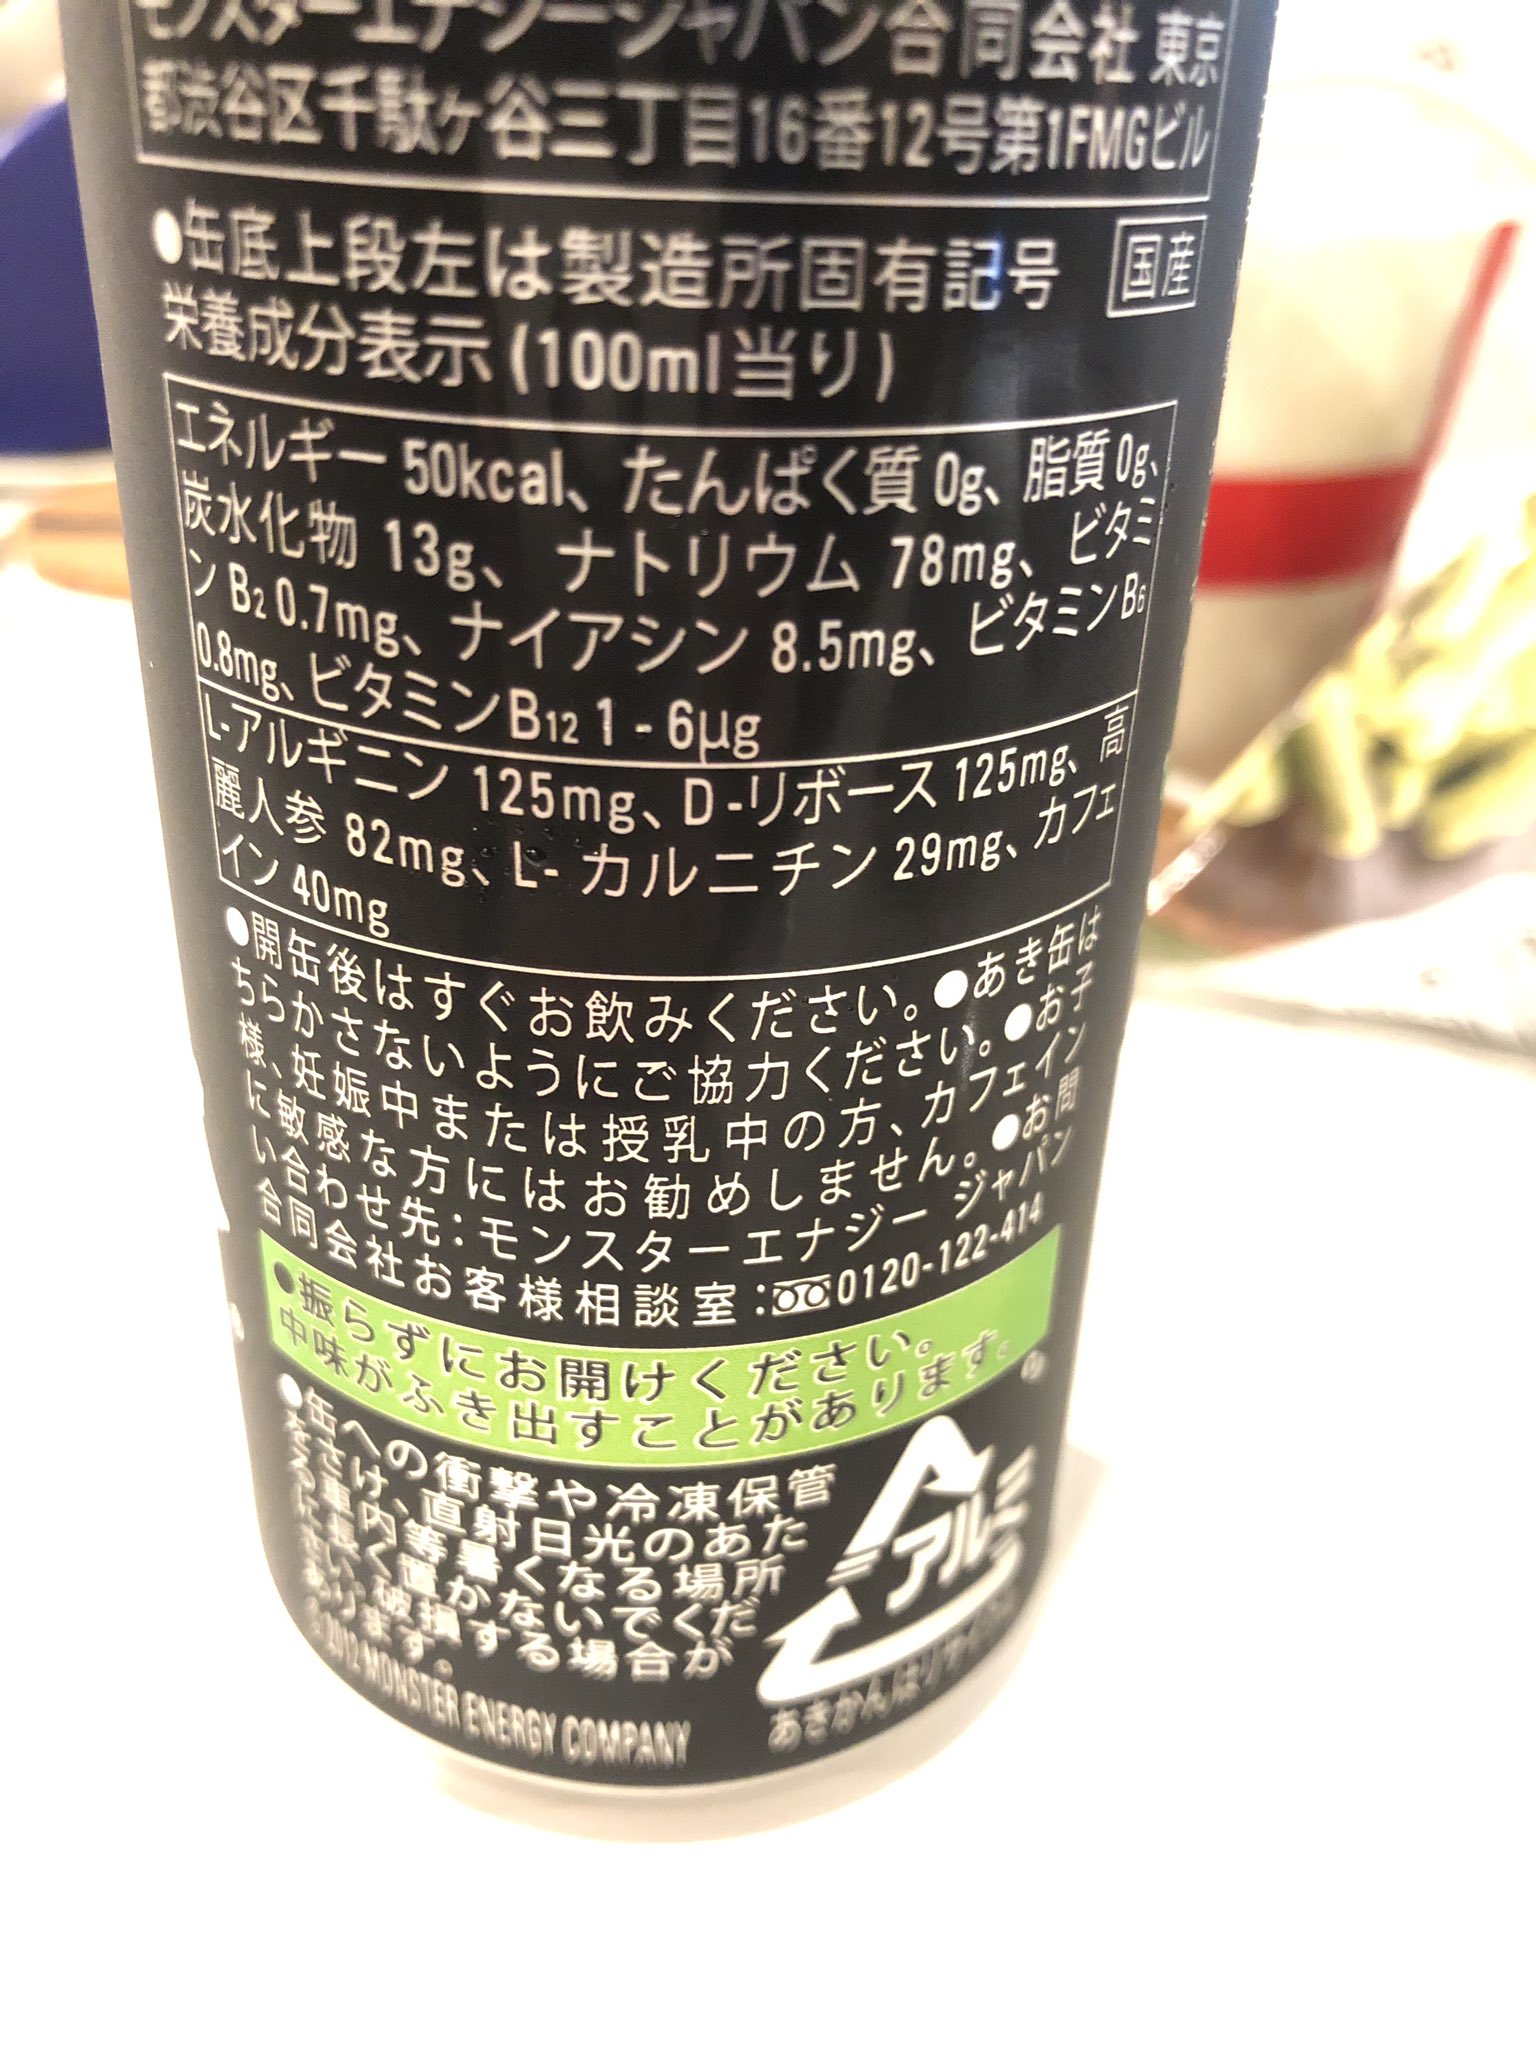 モンスターエナジージャパン合同会社 東京
都渋谷区千駄ヶ谷三丁目16番12号第1FMGビル
●缶底上段左は製造所固有記号 国産
栄養成分表示(100ml当り)
エネルギー 50kcal、たんぱく質 0g、脂質 0g、
炭水化物 13g、ナトリウム 78mg、ビタミ
ン B2 0.7mg、ナイアシン 8.5mg、ビタミンB6
0.8mg、ビタミンB12 1 - 6μg
L-アルギニン 125mg、D-リボース 125mg、高
麗人参 82mg、L-カルニチン 29mg、カフェ
イン 40mg
●開缶後はすぐお飲みください。●あき缶は
ちらかさないようにご協力ください。●お子
様、妊娠中または授乳中の方、カフェイン
に敏感な方にはお勧めしません。●お問
い合わせ先:モンスターエナジー ジャパン
合同会社お客様相談室:0120-122-414
●振らずにお開けください。
中味がふき出すことがあります。
●缶への衝撃や冷凍保管
をさけ、直射日光のあた
る車内等暑くなる場所
に長く置かないでくだ
さい。破損する場合が
あります。
©2012 MONSTER ENERGY COMPANY
アルミ
あきかんはリサイクル